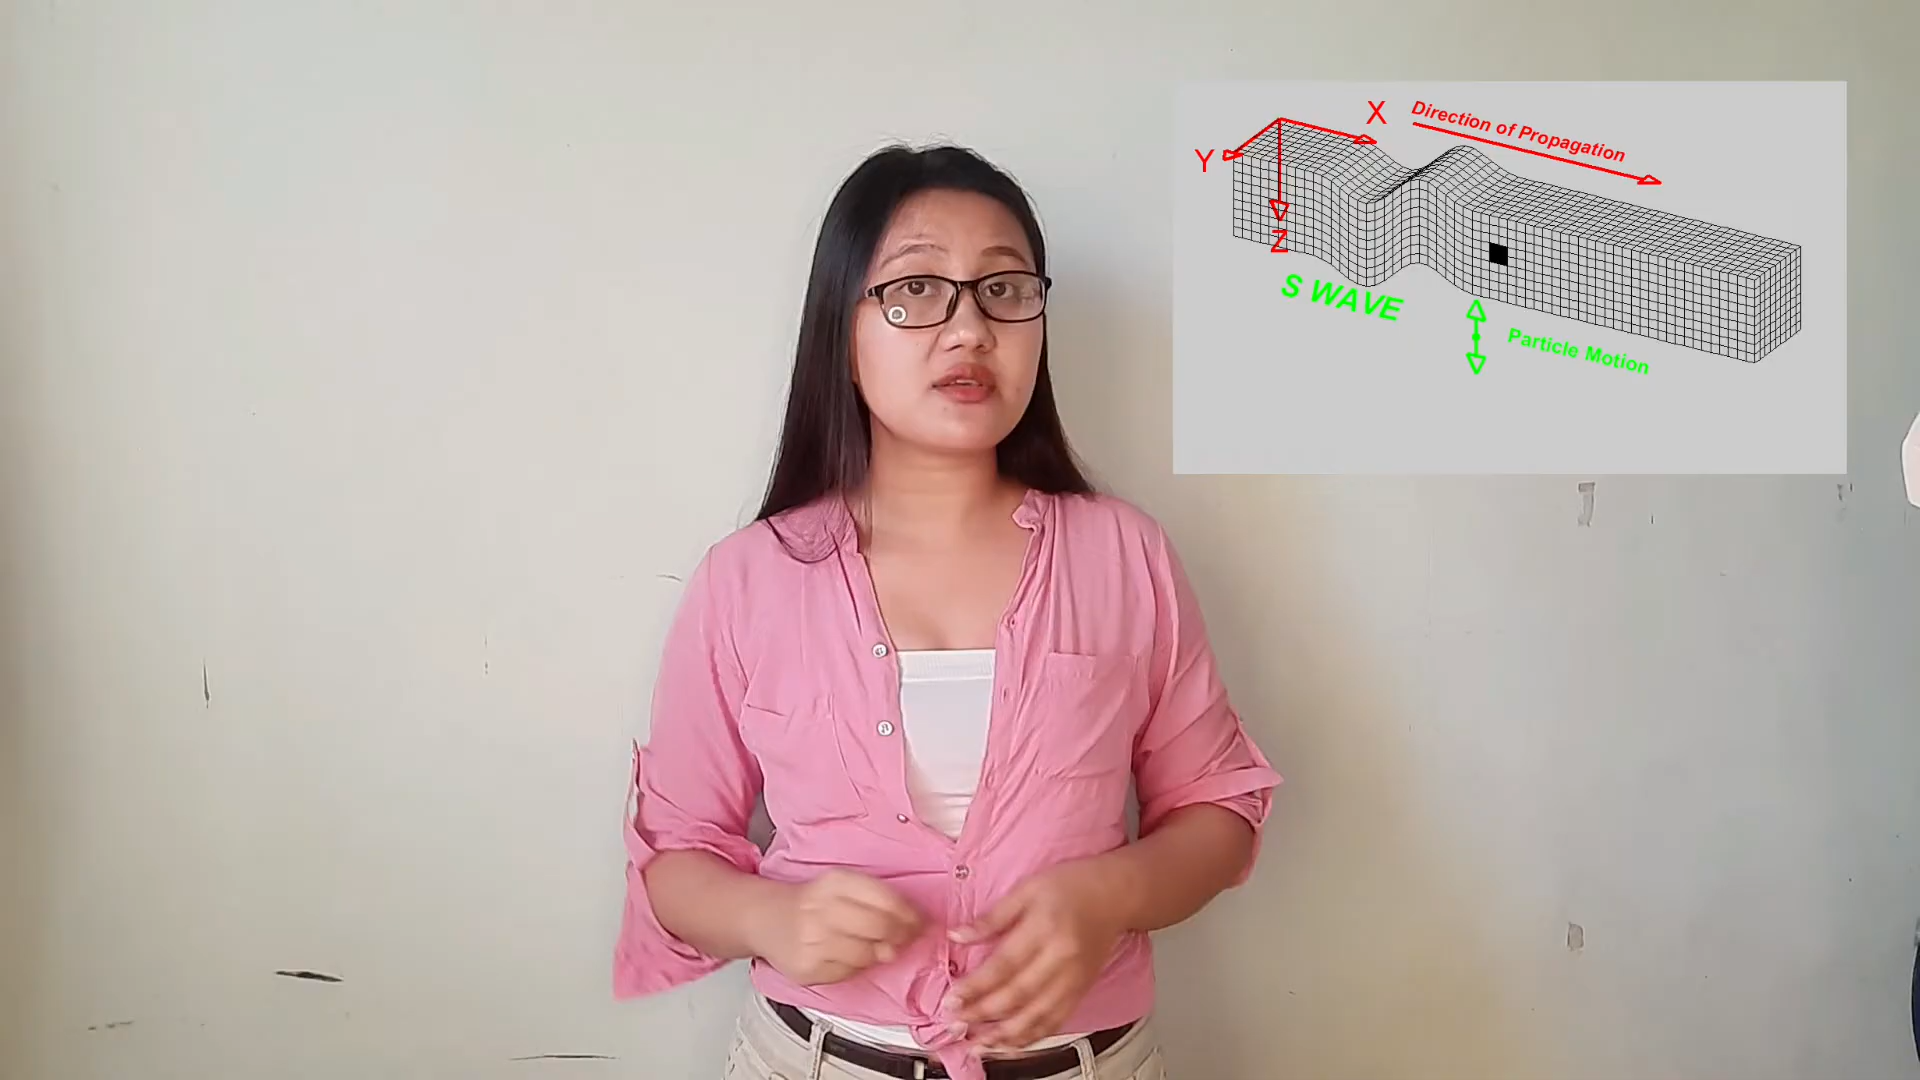 X
Direction of Propagation
Y
Z
S WAVE
Particle Motion